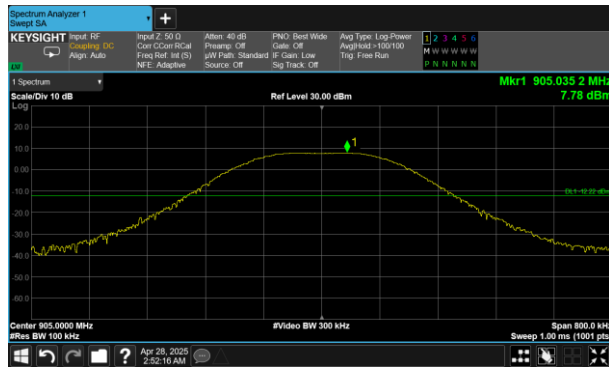 Spectrum Analyzer 1
Swept SA
+
KEYSIGHT
Input: RF
Coupling: DC
Align: Auto
Input Z: 50 Ω
Corr CCorr RCal
Freq Ref: Int (S)
NFE: Adaptive
Atten: 40 dB
Preamp: Off
µW Path: Standard
Source: Off
PNO: Best Wide
Gate: Off
IF Gain: Low
Sig Track: Off
Avg Type: Log-Power
Avg|Hold:>100/100
Trig: Free Run
1 2 3 4 5 6
M W W W W W
P N N N N N
1 Spectrum
Mkr1 905.035 2 MHz
Scale/Div 10 dB
Ref Level 30.00 dBm
7.78 dBm
Log
20.0
10.0
0.00
-10.0
-20.0
-30.0
-40.0
-50.0
-60.0
1
DL1 -12.22 dBm
Center 905.0000 MHz
#Video BW 300 kHz
Span 800.0 kHz
#Res BW 100 kHz
Sweep 1.00 ms (1001 pts)
?
Apr 28, 2025
2:52:16 AM